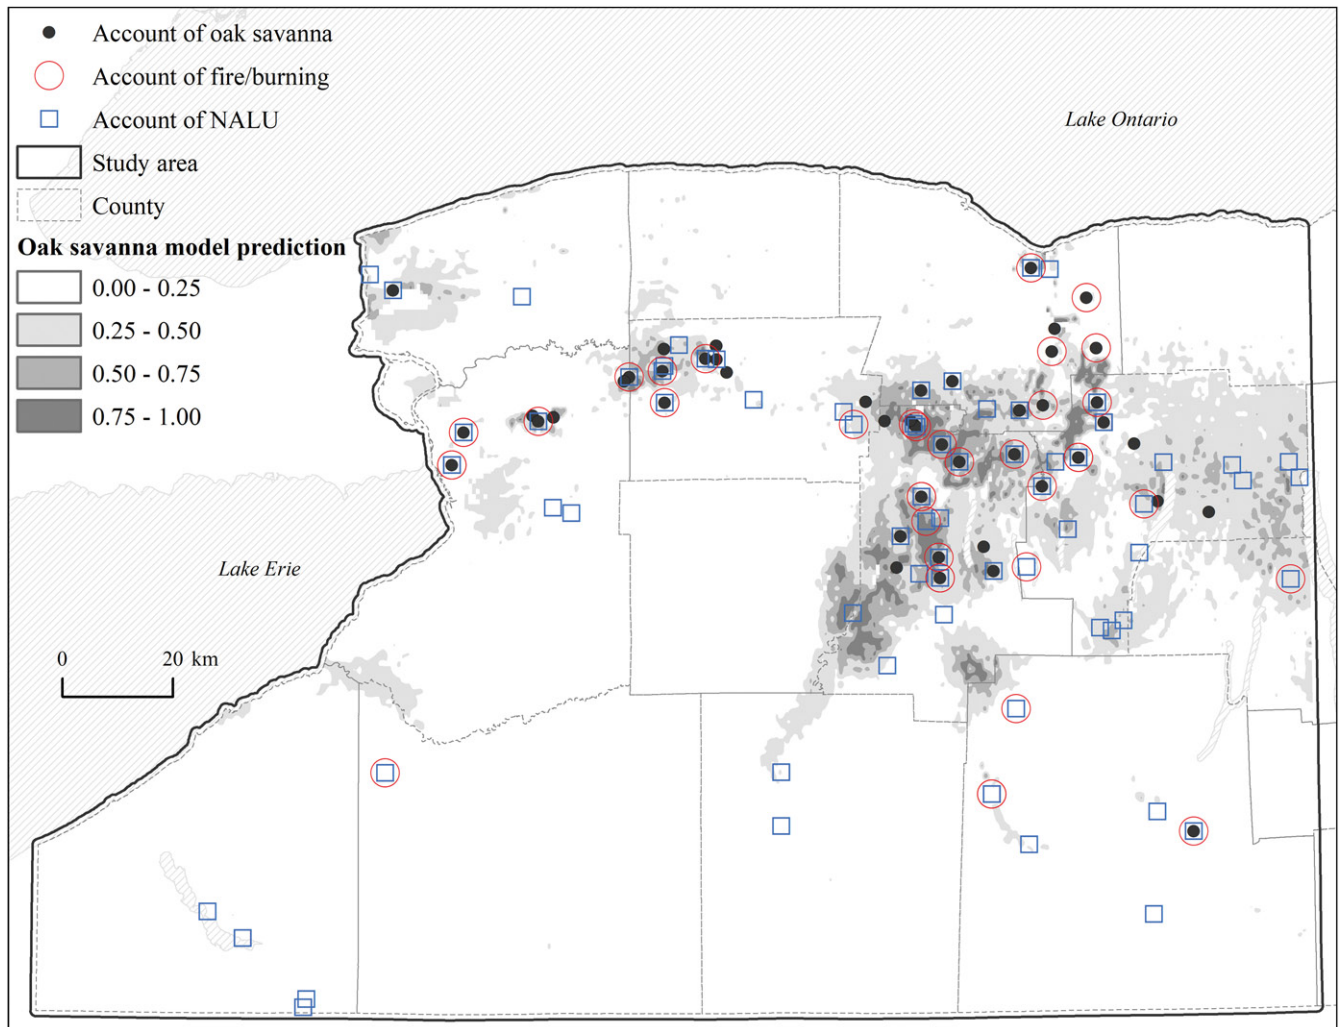 Account of oak savanna
Account of fire/burning
Account of NALU
Study area
County
Oak savanna model prediction
0.00 - 0.25
0.25 - 0.50
0.50 - 0.75
0.75 - 1.00
Lake Ontario
Lake Erie
0 20 km